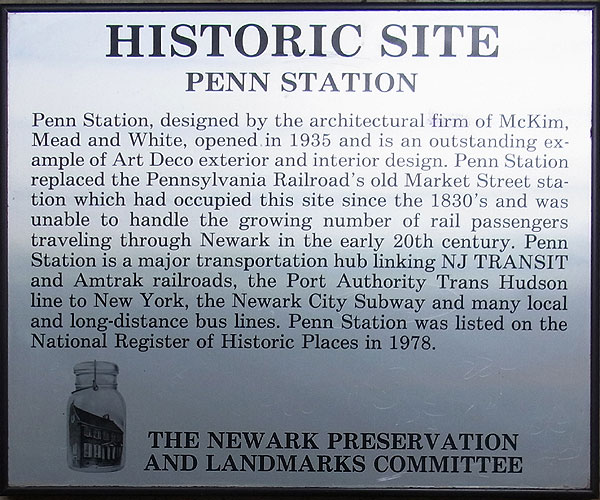 HISTORIC SITE
PENN STATION
Penn Station, designed by the architectural firm of McKim,
Mead and White, opened in 1935 and is an outstanding ex-
ample of Art Deco exterior and interior design. Penn Station
replaced the Pennsylvania Railroad's old Market Street sta-
tion which had occupied this site since the 1830's and was
unable to handle the growing number of rail passengers
traveling through Newark in the early 20th century. Penn
Station is a major transportation hub linking NJ TRANSIT
and Amtrak railroads, the Port Authority Trans Hudson
line to New York, the Newark City Subway and many local
and long-distance bus lines. Penn Station was listed on the
National Register of Historic Places in 1978.
THE NEWARK PRESERVATION
AND LANDMARKS COMMITTEE